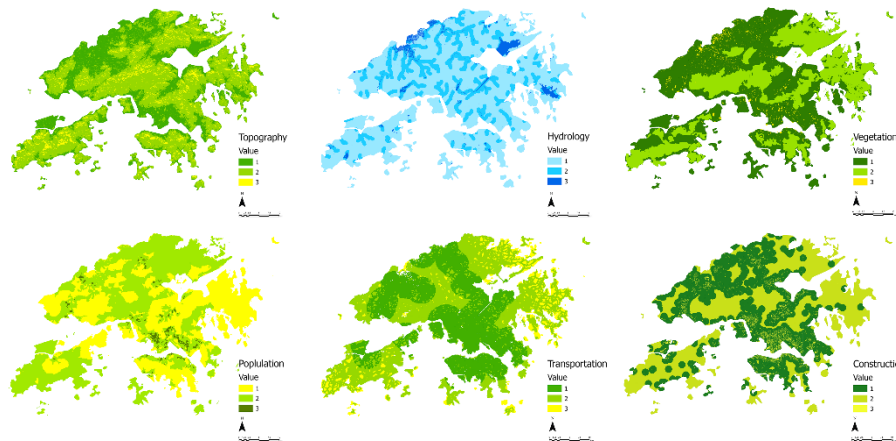 Topography
Value
1
2
3
N
Hydrology
Value
1
2
3
N
Vegetation
Value
1
2
3
N
Poplulation
Value
1
2
3
N
Transportation
Value
1
2
3
N
Constructi
Value
1
2
3
N